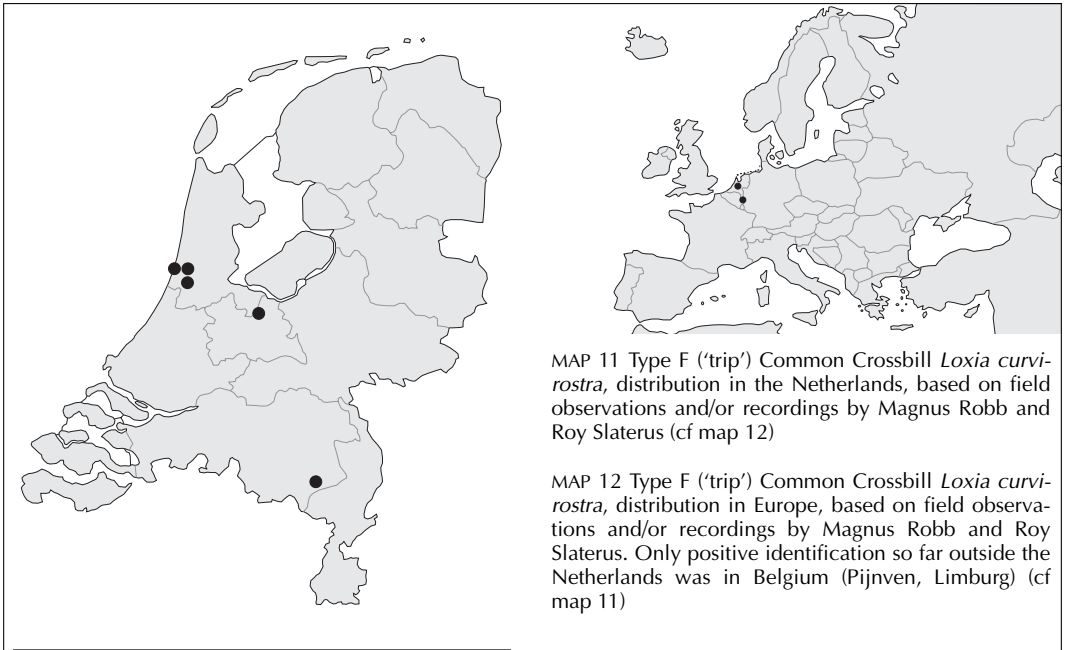 MAP 11 Type F (‘trip’) Common Crossbill Loxia curvi-
rostra, distribution in the Netherlands, based on field
observations and/or recordings by Magnus Robb and
Roy Slaterus (cf map 12)
MAP 12 Type F (‘trip’) Common Crossbill Loxia curvi-
rostra, distribution in Europe, based on field observa-
tions and/or recordings by Magnus Robb and Roy
Slaterus. Only positive identification so far outside the
Netherlands was in Belgium (Pijnven, Limburg) (cf
map 11)